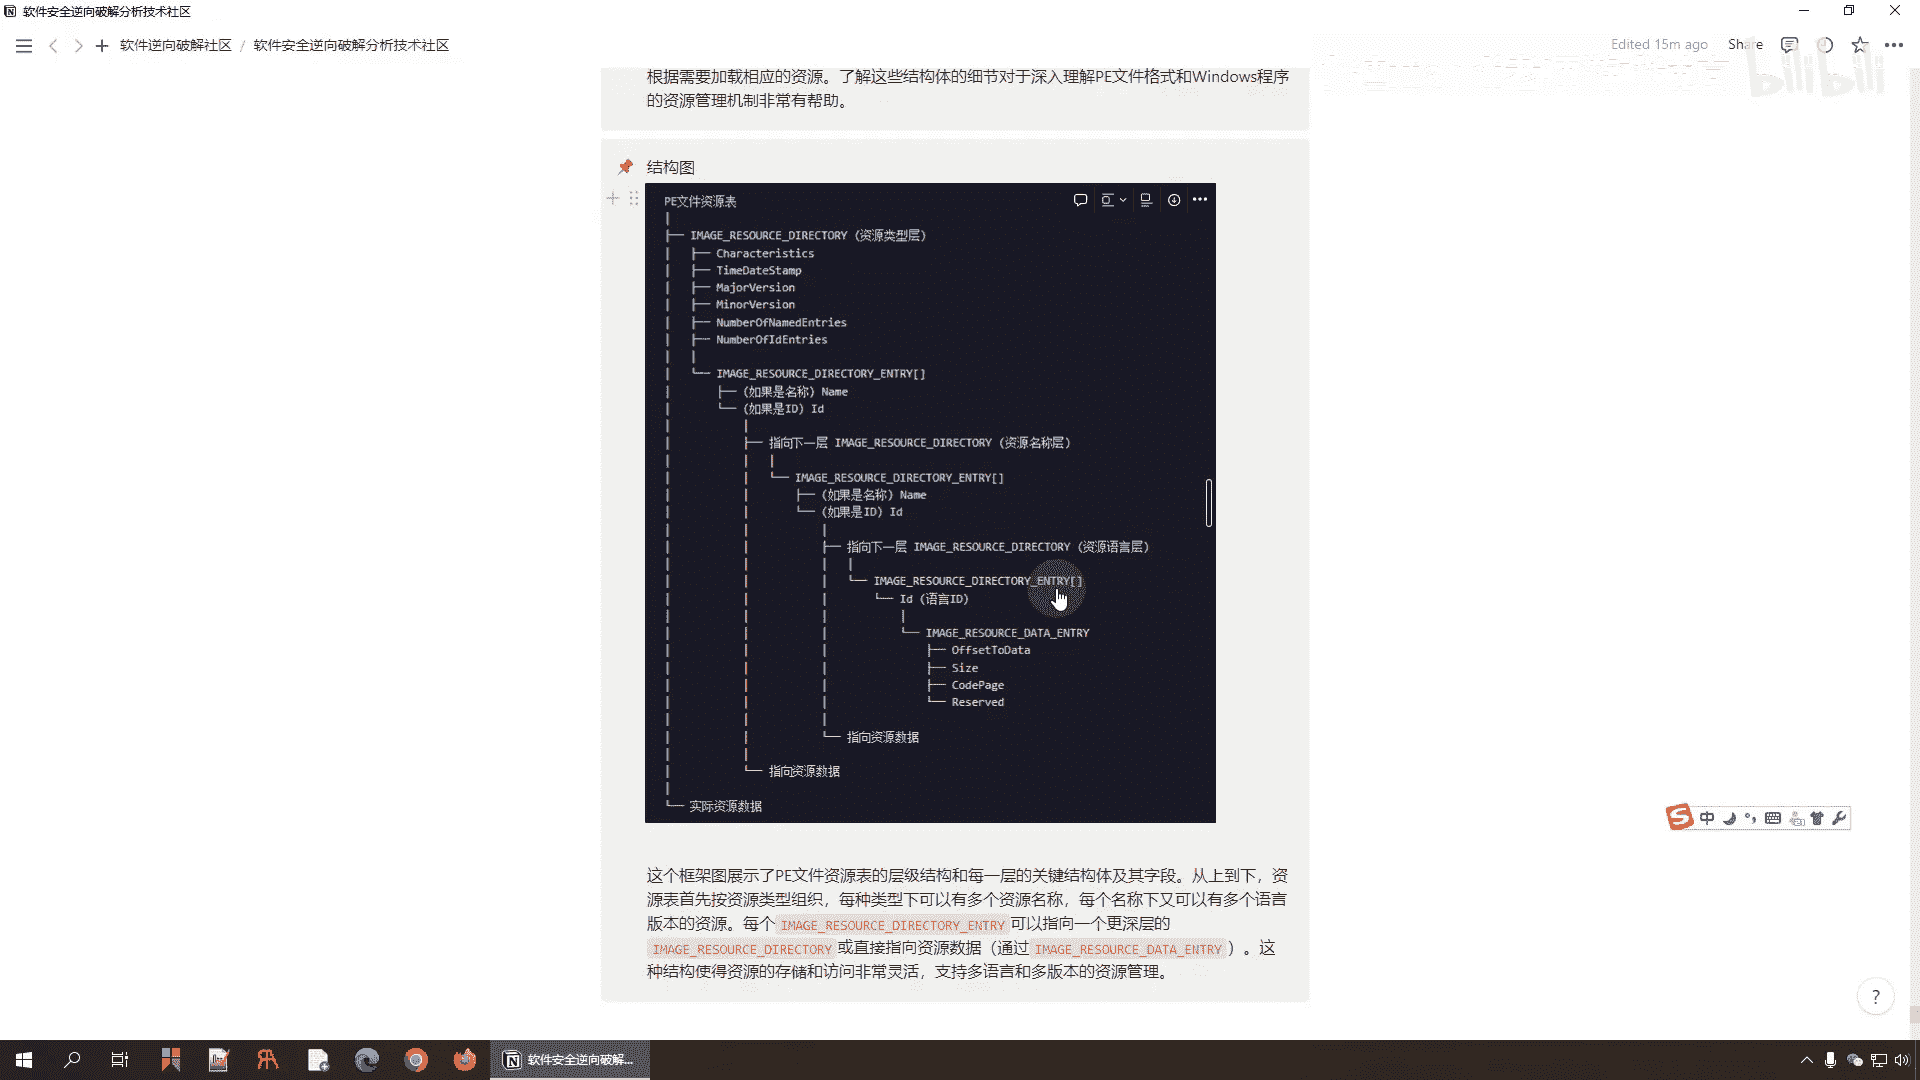 软件安全逆向破解分析技术社区
软件逆向破解社区 / 软件安全逆向破解分析技术社区
Edited 15m ago Share
bilibili
根据需要加载相应的资源。了解这些结构体的细节对于深入理解PE文件格式和Windows程序
的资源管理机制非常有帮助。
结构图
PE文件资源表
IMAGE_RESOURCE_DIRECTORY (资源类型层)
Characteristics
TimeDateStamp
MajorVersion
MinorVersion
NumberOfNamedEntries
NumberOfIdEntries
IMAGE_RESOURCE_DIRECTORY_ENTRY[]
(如果是名称) Name
(如果是ID) Id
指向下一层 IMAGE_RESOURCE_DIRECTORY (资源名称层)
IMAGE_RESOURCE_DIRECTORY_ENTRY[]
(如果是名称) Name
(如果是ID) Id
指向下一层 IMAGE_RESOURCE_DIRECTORY (资源语言层)
IMAGE_RESOURCE_DIRECTORY_ENTRY[]
Id (语言ID)
IMAGE_RESOURCE_DATA_ENTRY
OffsetToData
Size
CodePage
Reserved
指向资源数据
指向资源数据
实际资源数据
这个框架图展示了PE文件资源表的层级结构和每一层的关键结构体及其字段。从上到下，资
源表首先按资源类型组织，每种类型下可以有多个资源名称，每个名称下又可以有多个语言
版本的资源。每个 IMAGE_RESOURCE_DIRECTORY_ENTRY 可以指向一个更深层的
IMAGE_RESOURCE_DIRECTORY 或直接指向资源数据（通过 IMAGE_RESOURCE_DATA_ENTRY ）。这
种结构使得资源的存储和访问非常灵活，支持多语言和多版本的资源管理。
中
?
软件安全逆向破解...